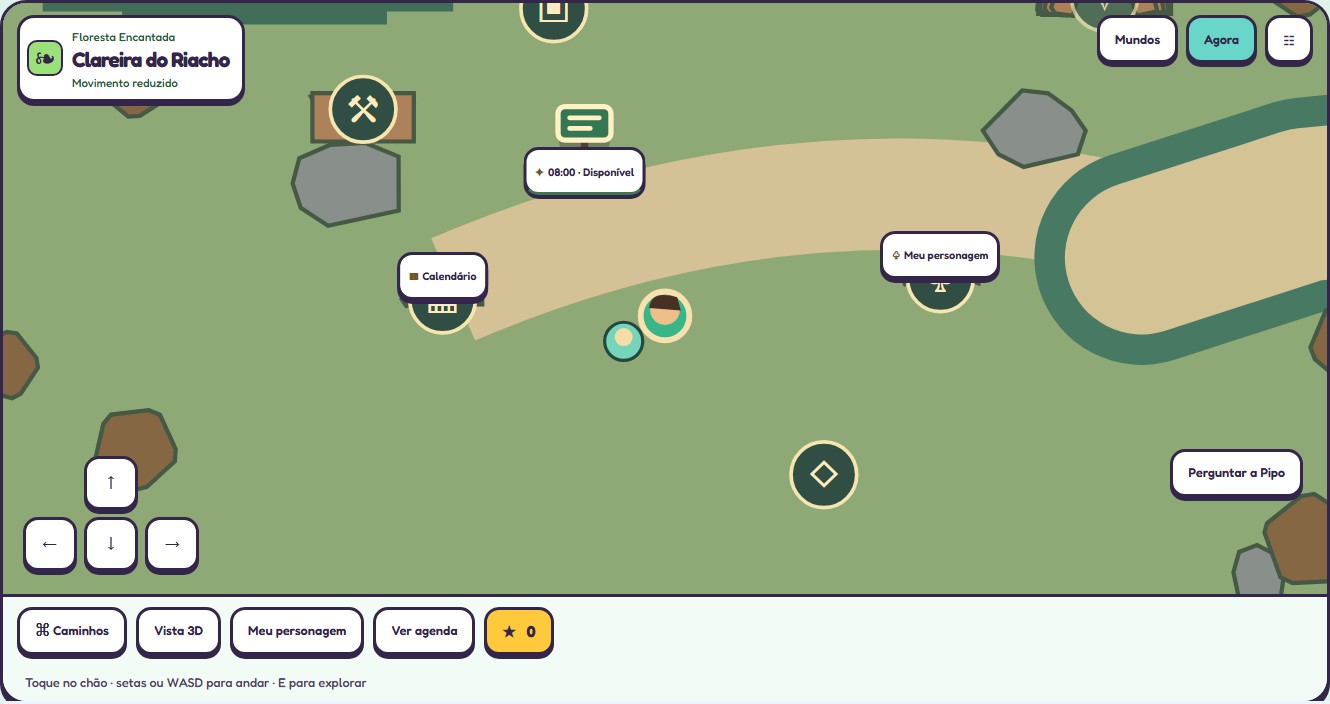 Floresta Encantada
Clareira do Riacho
Movimento reduzido
Mundos
Agora
08:00 · Disponível
Calendário
Meu personagem
Perguntar a Pipo
Caminhos
Vista 3D
Meu personagem
Ver agenda
★ 0
Toque no chão · setas ou WASD para andar · E para explorar